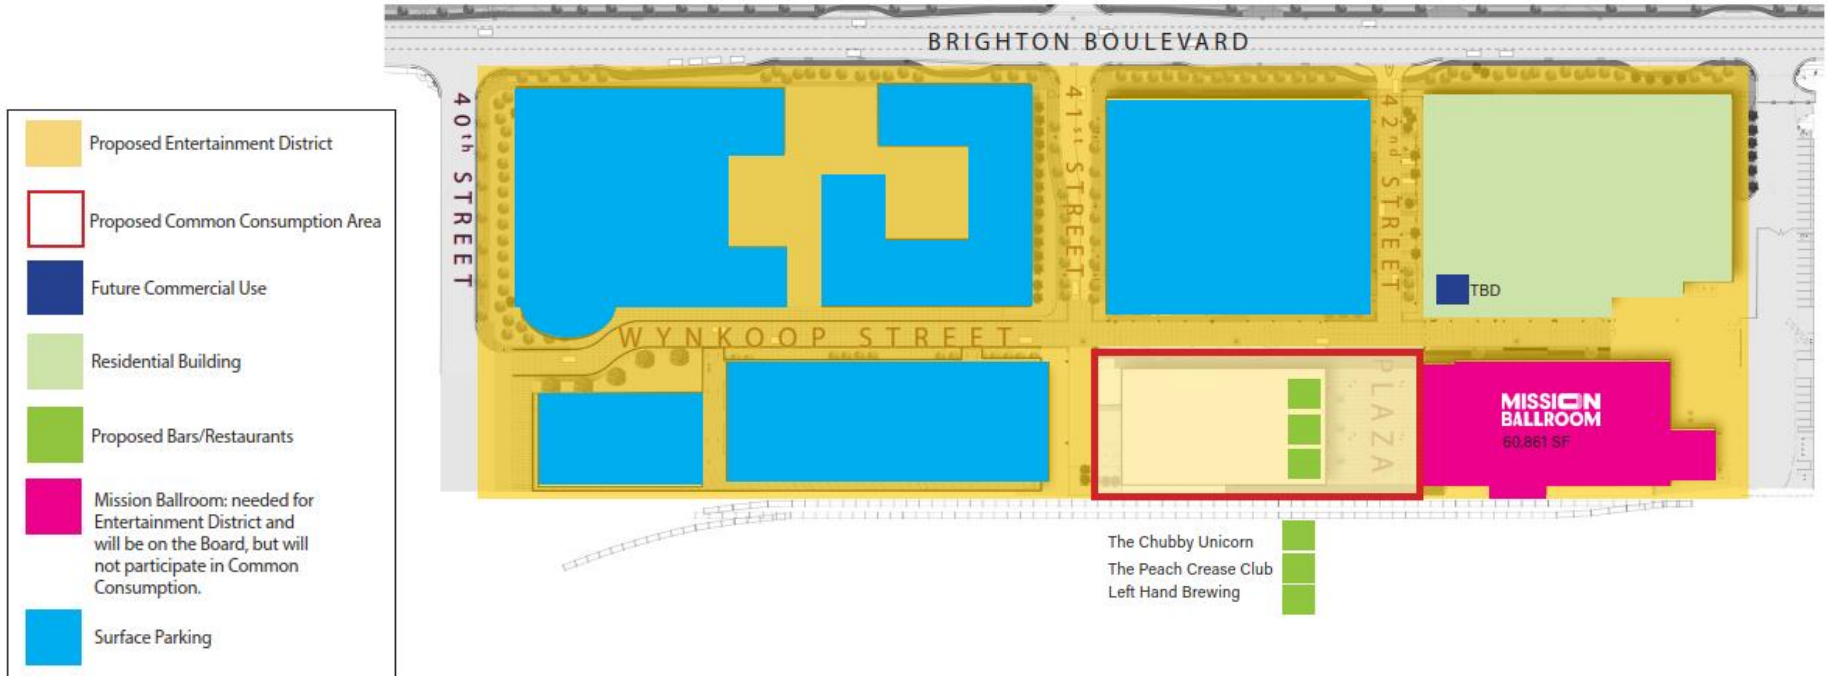 BRIGHTON BOULEVARD
40th STREET
41st STREET
42nd STREET
Proposed Entertainment District
Proposed Common Consumption Area
Future Commercial Use
Residential Building
Proposed Bars/Restaurants
Mission Ballroom: needed for
Entertainment District and
will be on the Board, but will
not participate in Common
Consumption.
Surface Parking
TBD
WYNKOOP STREET
PLAZA
MISSION
BALLROOM
60,861 SF
The Chubby Unicorn
The Peach Crease Club
Left Hand Brewing